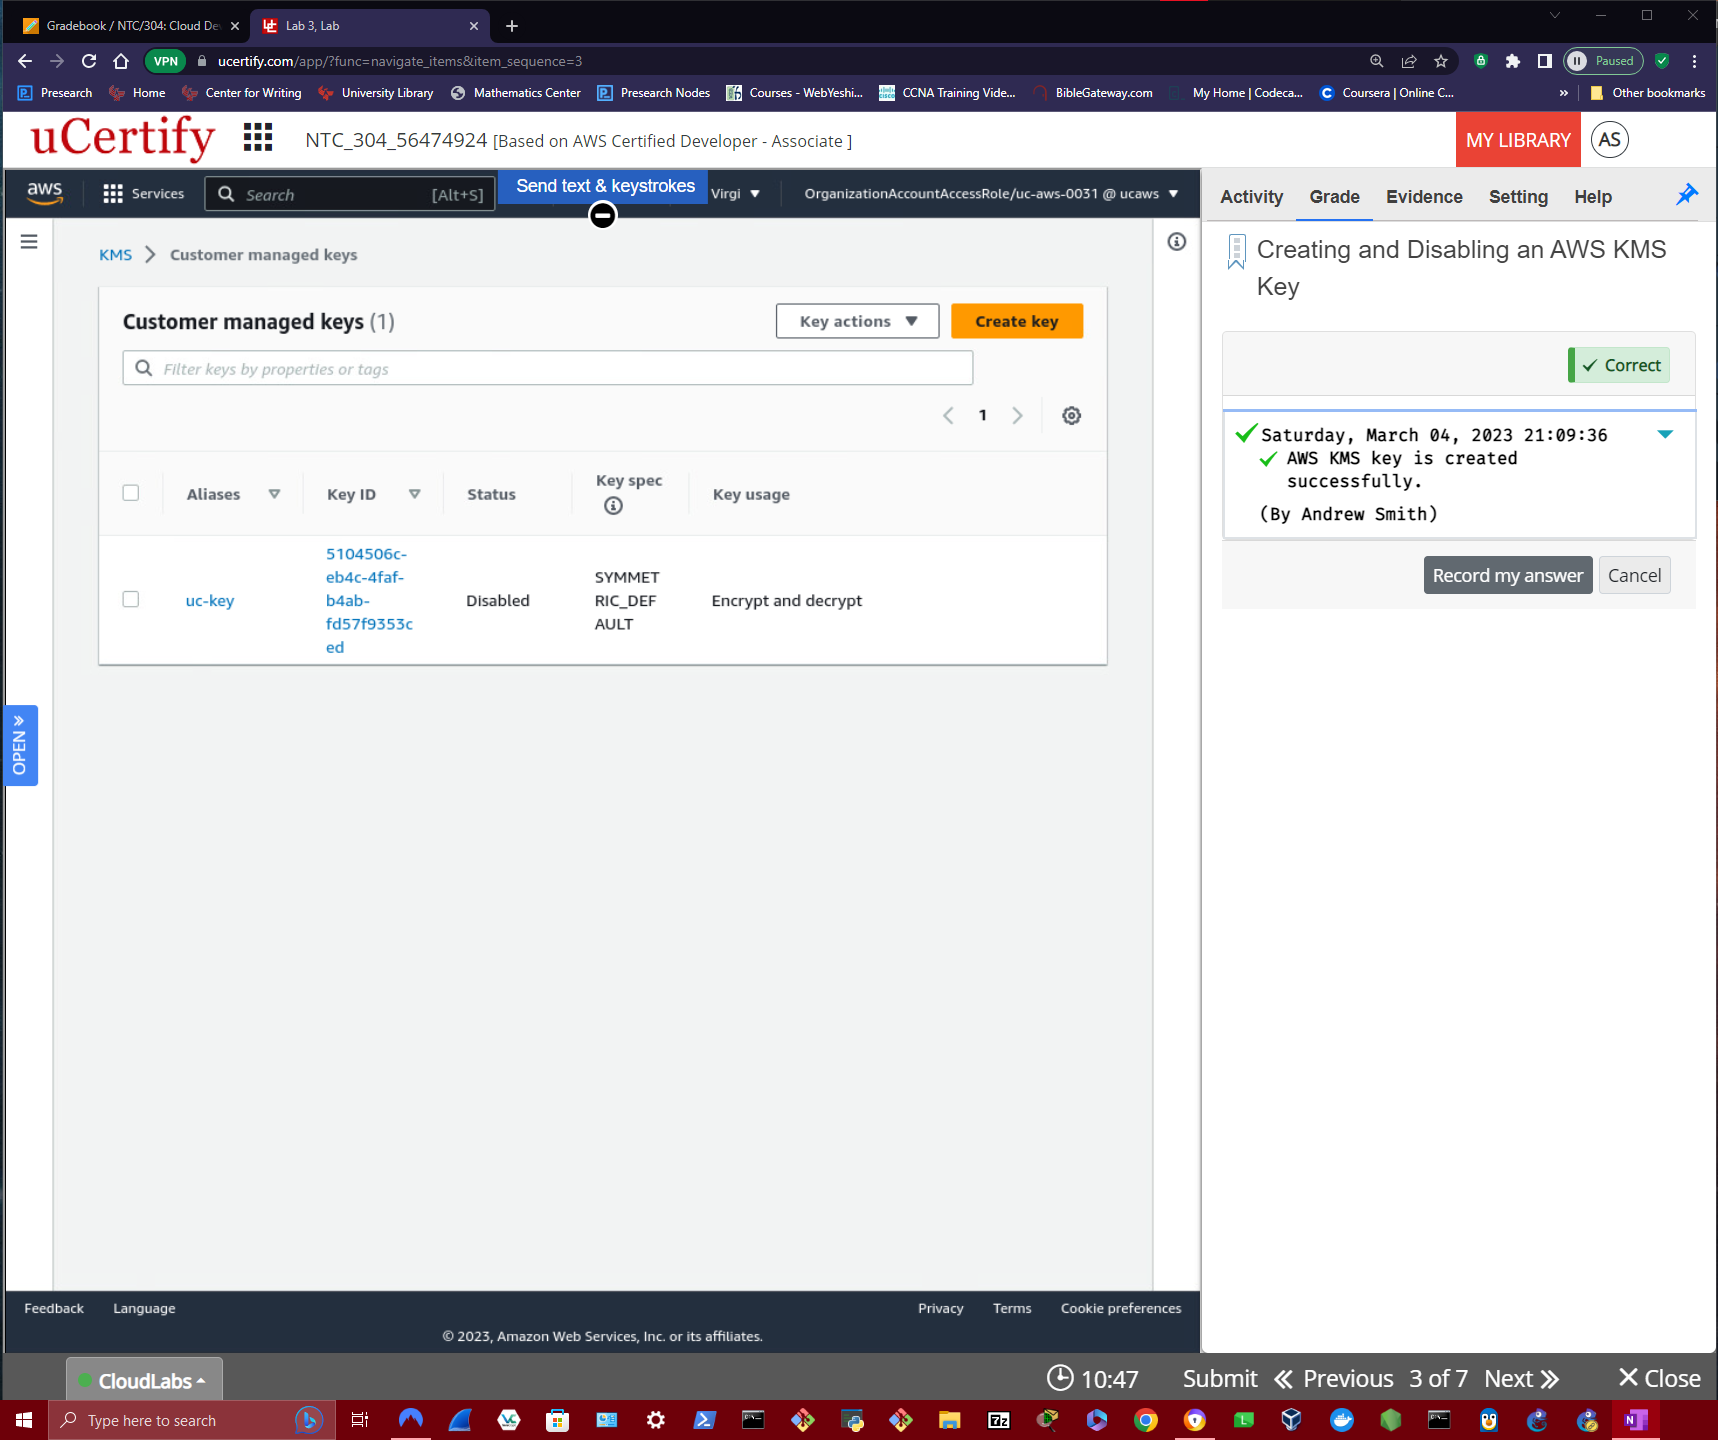 Gradebook / NTC/304: Cloud De
Lab 3, Lab
VPN
ucertify.com/app/?func=navigate_items&item_sequence=3
Paused
Presearch
Home
Center for Writing
University Library
Mathematics Center
Presearch Nodes
Courses - WebYeshi...
CCNA Training Vide...
BibleGateway.com
My Home | Codeca...
Coursera | Online C...
»
Other bookmarks
uCertify
NTC_304_56474924 [Based on AWS Certified Developer - Associate ]
MY LIBRARY
AS
aws
Services
Search
[Alt+S]
Send text & keystrokes
Virgi
OrganizationAccountAccessRole/uc-aws-0031 @ ucaws
Activity
Grade
Evidence
Setting
Help
KMS
Customer managed keys
Creating and Disabling an AWS KMS
Key
Customer managed keys (1)
Key actions
Create key
Filter keys by properties or tags
1
Correct
Saturday, March 04, 2023 21:09:36
AWS KMS key is created
successfully.
(By Andrew Smith)
Record my answer
Cancel
Aliases
Key ID
Status
Key spec
Key usage
uc-key
5104506c-
eb4c-4faf-
b4ab-
fd57f9353c
ed
Disabled
SYMMET
RIC_DEF
AULT
Encrypt and decrypt
OPEN »
Feedback
Language
Privacy
Terms
Cookie preferences
© 2023, Amazon Web Services, Inc. or its affiliates.
CloudLabs
10:47
Submit
Previous
3 of 7
Next
Close
Type here to search